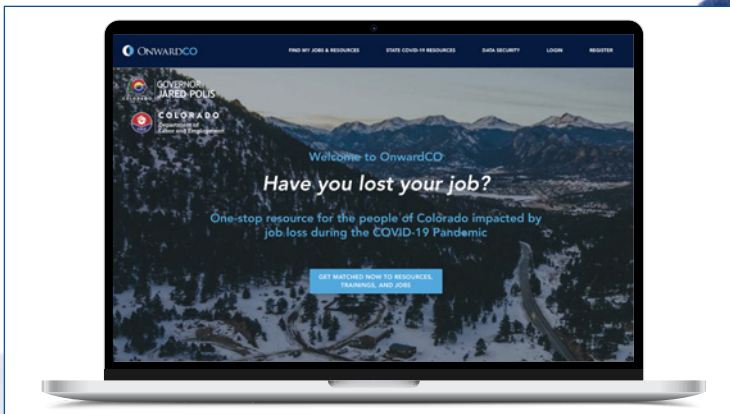 ONWARDCO
FIND MY JOBS & RESOURCES
STATE COVID-19 RESOURCES
DATA SECURITY
LOGIN
REGISTER
GOVERNOR
JARED POLIS
COLORADO
COLORADO
Department of
Labor and Employment
Welcome to OnwardCO
Have you lost your job?
One-stop resource for the people of Colorado impacted by
job loss during the COVID-19 Pandemic
GET MATCHED NOW TO RESOURCES,
TRAININGS, AND JOBS